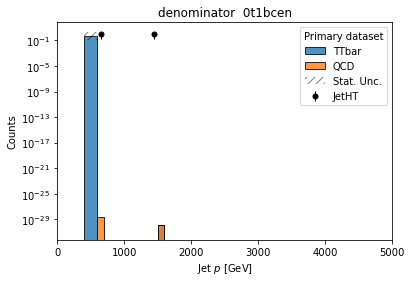 denominator 0t1bcen
Primary dataset
TTbar
QCD
Stat. Unc.
JetHT
Counts
10⁻¹
10⁻⁵
10⁻⁹
10⁻¹³
10⁻¹⁷
10⁻²¹
10⁻²⁵
10⁻²⁹
0 1000 2000 3000 4000 5000
Jet p [GeV]